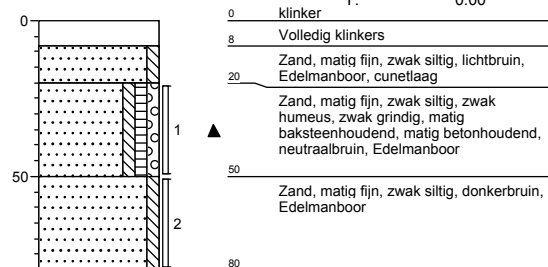 Y: 0.00
0 0 klinker
8 Volledig klinkers
Zand, matig fijn, zwak siltig, lichtbruin,
Edelmanboor, cunetlaag
20
Zand, matig fijn, zwak siltig, zwak
humeus, zwak grindig, matig
baksteenhoudend, matig betonhoudend,
neutraalbruin, Edelmanboor
1
50 50
Zand, matig fijn, zwak siltig, donkerbruin,
Edelmanboor
2
80